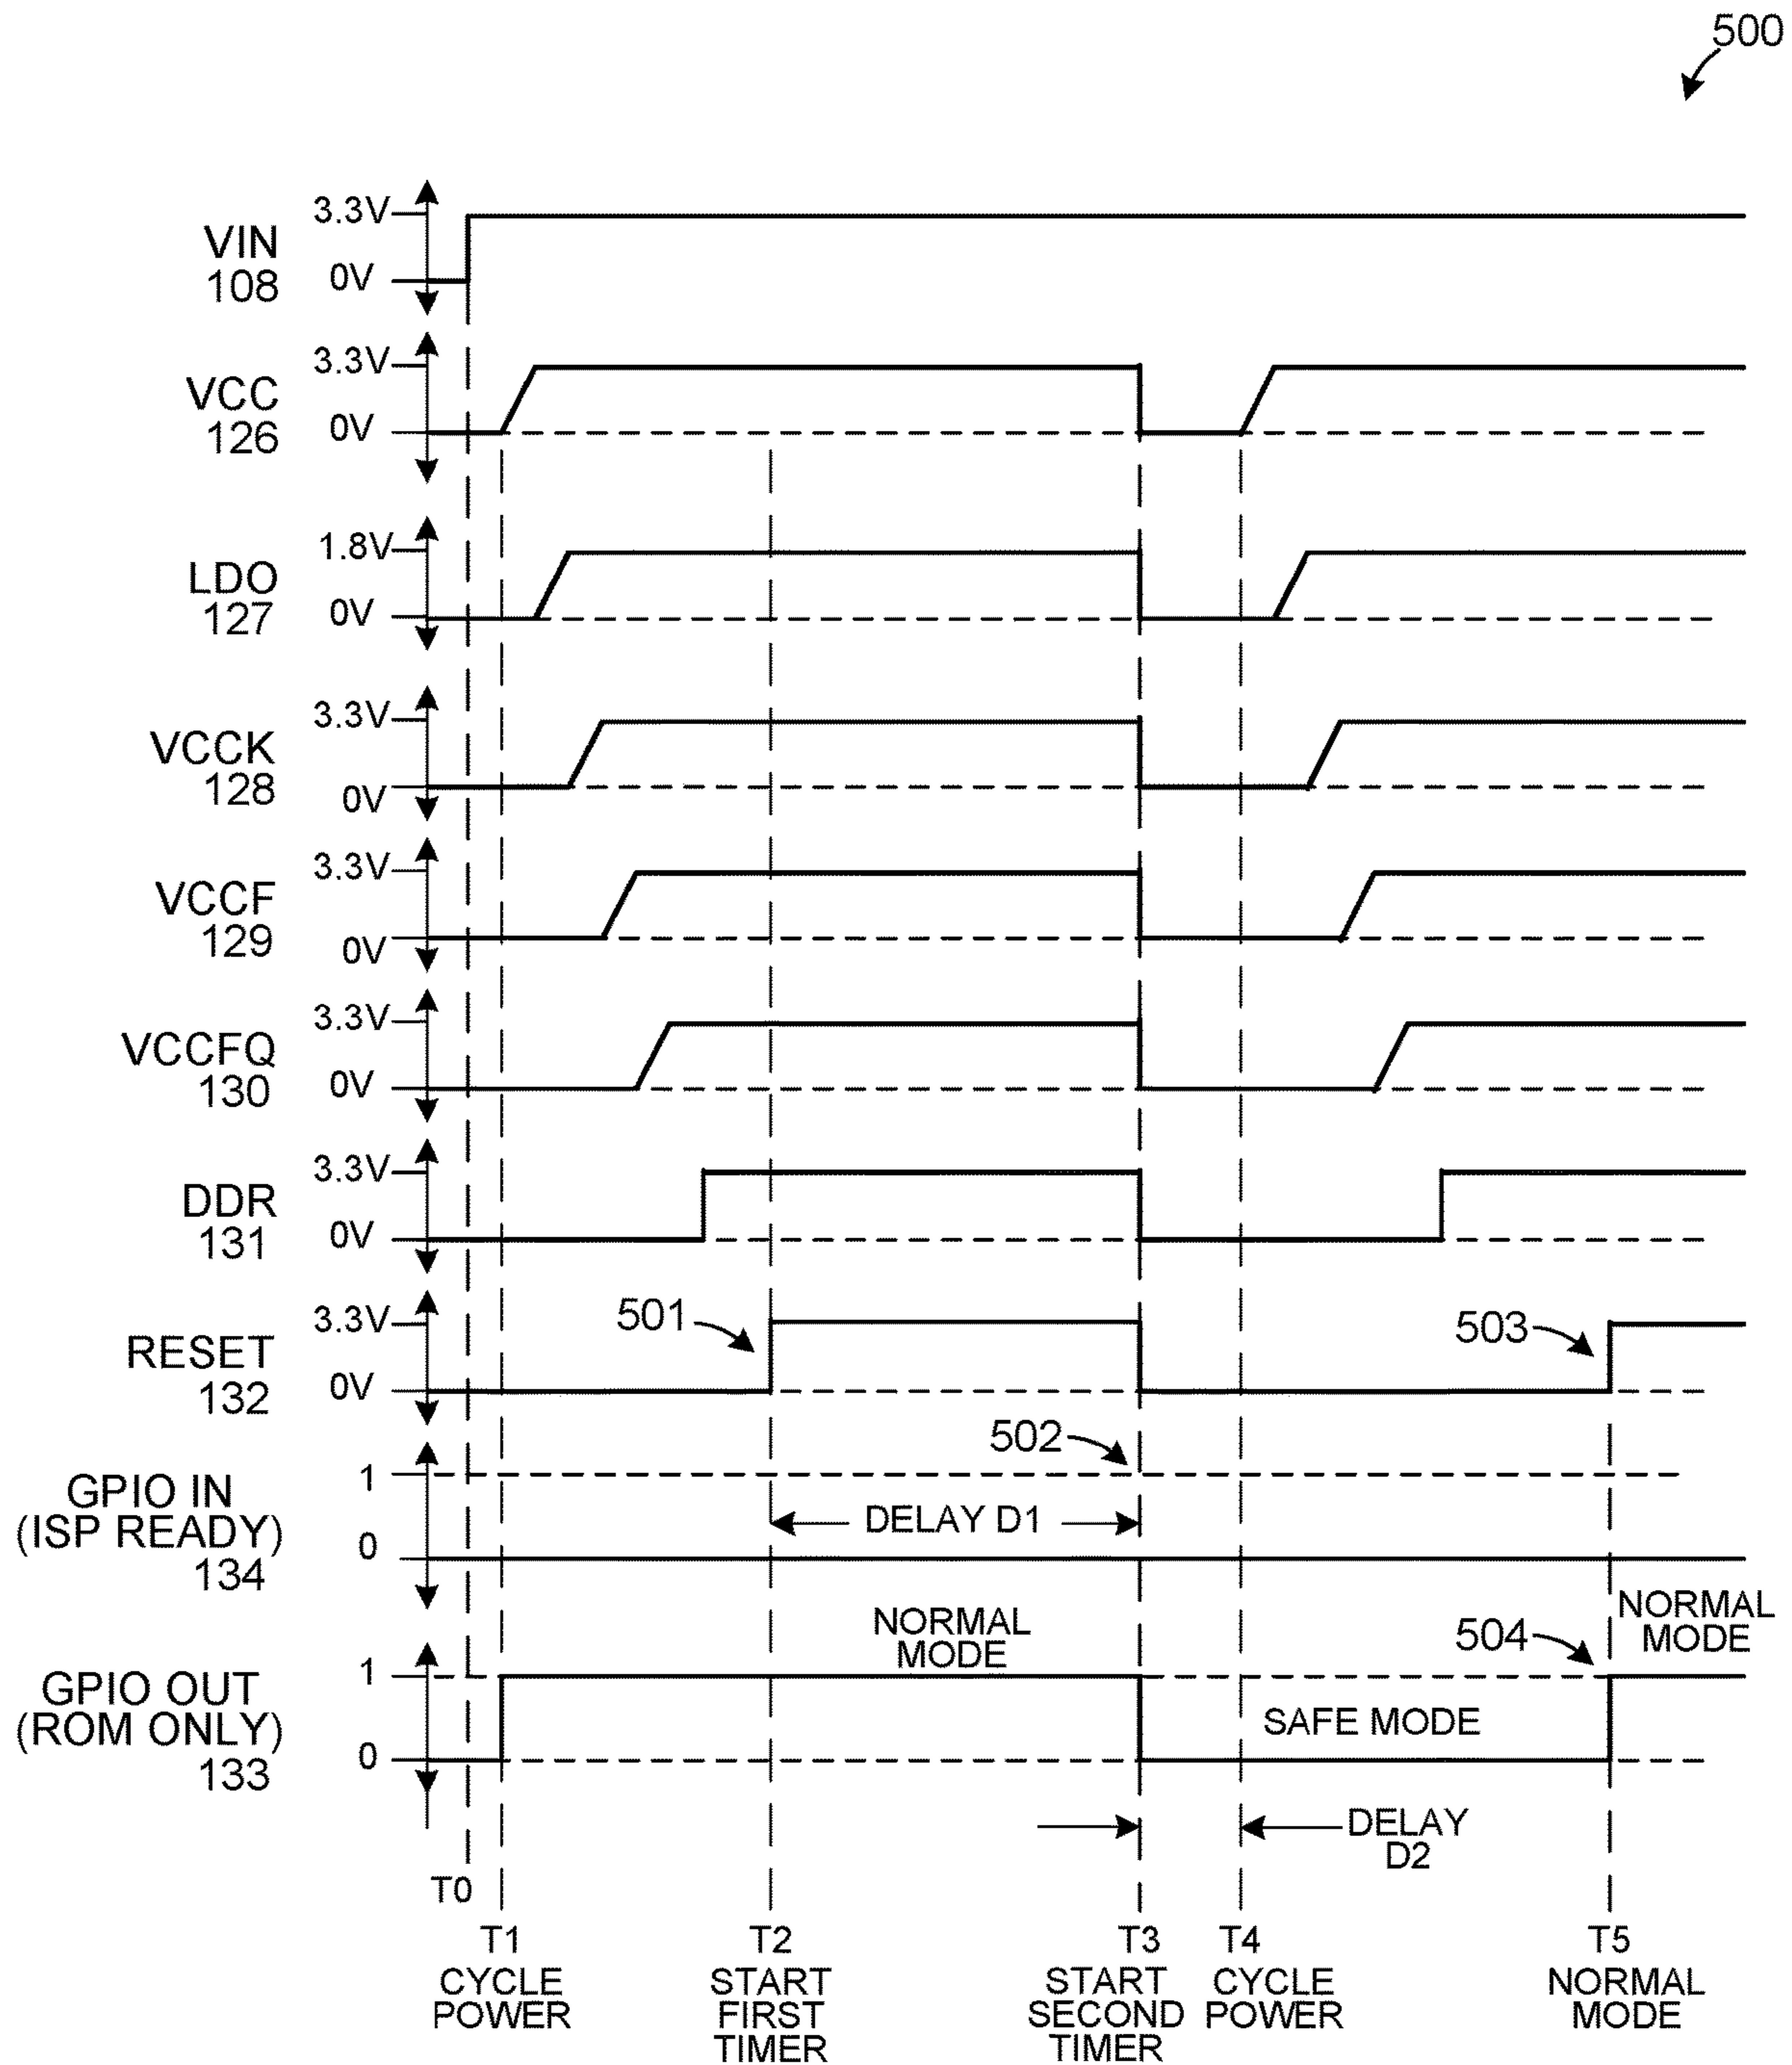 500
3.3V
VIN
108
0V
3.3V
VCC
126
0V
1.8V
LDO
127
0V
3.3V
VCCK
128
0V
3.3V
VCCF
129
0V
3.3V
VCCFQ
130
0V
3.3V
DDR
131
0V
3.3V
501
503
RESET
132
0V
502
1
GPIO IN
(ISP READY)
134
0
DELAY D1
NORMAL
MODE
504
NORMAL
MODE
1
GPIO OUT
(ROM ONLY)
133
0
SAFE MODE
DELAY
D2
T0
T1
CYCLE
POWER
T2
START
FIRST
TIMER
T3
START
SECOND
TIMER
T4
CYCLE
POWER
T5
NORMAL
MODE